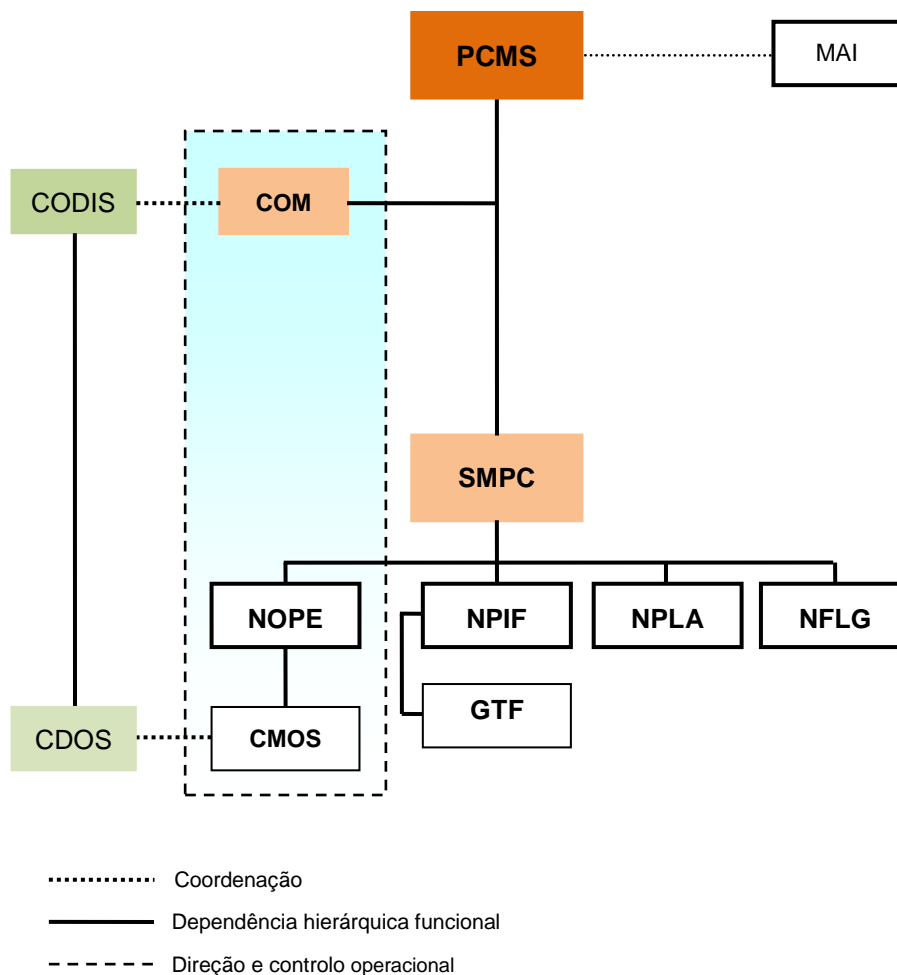 PCMS
MAI
CODIS
COM
SMPC
NOPE
NPIF
NPLA
NFLG
GTF
CDOS
CMOS
Coordenação
Dependência hierárquica funcional
Direção e controlo operacional